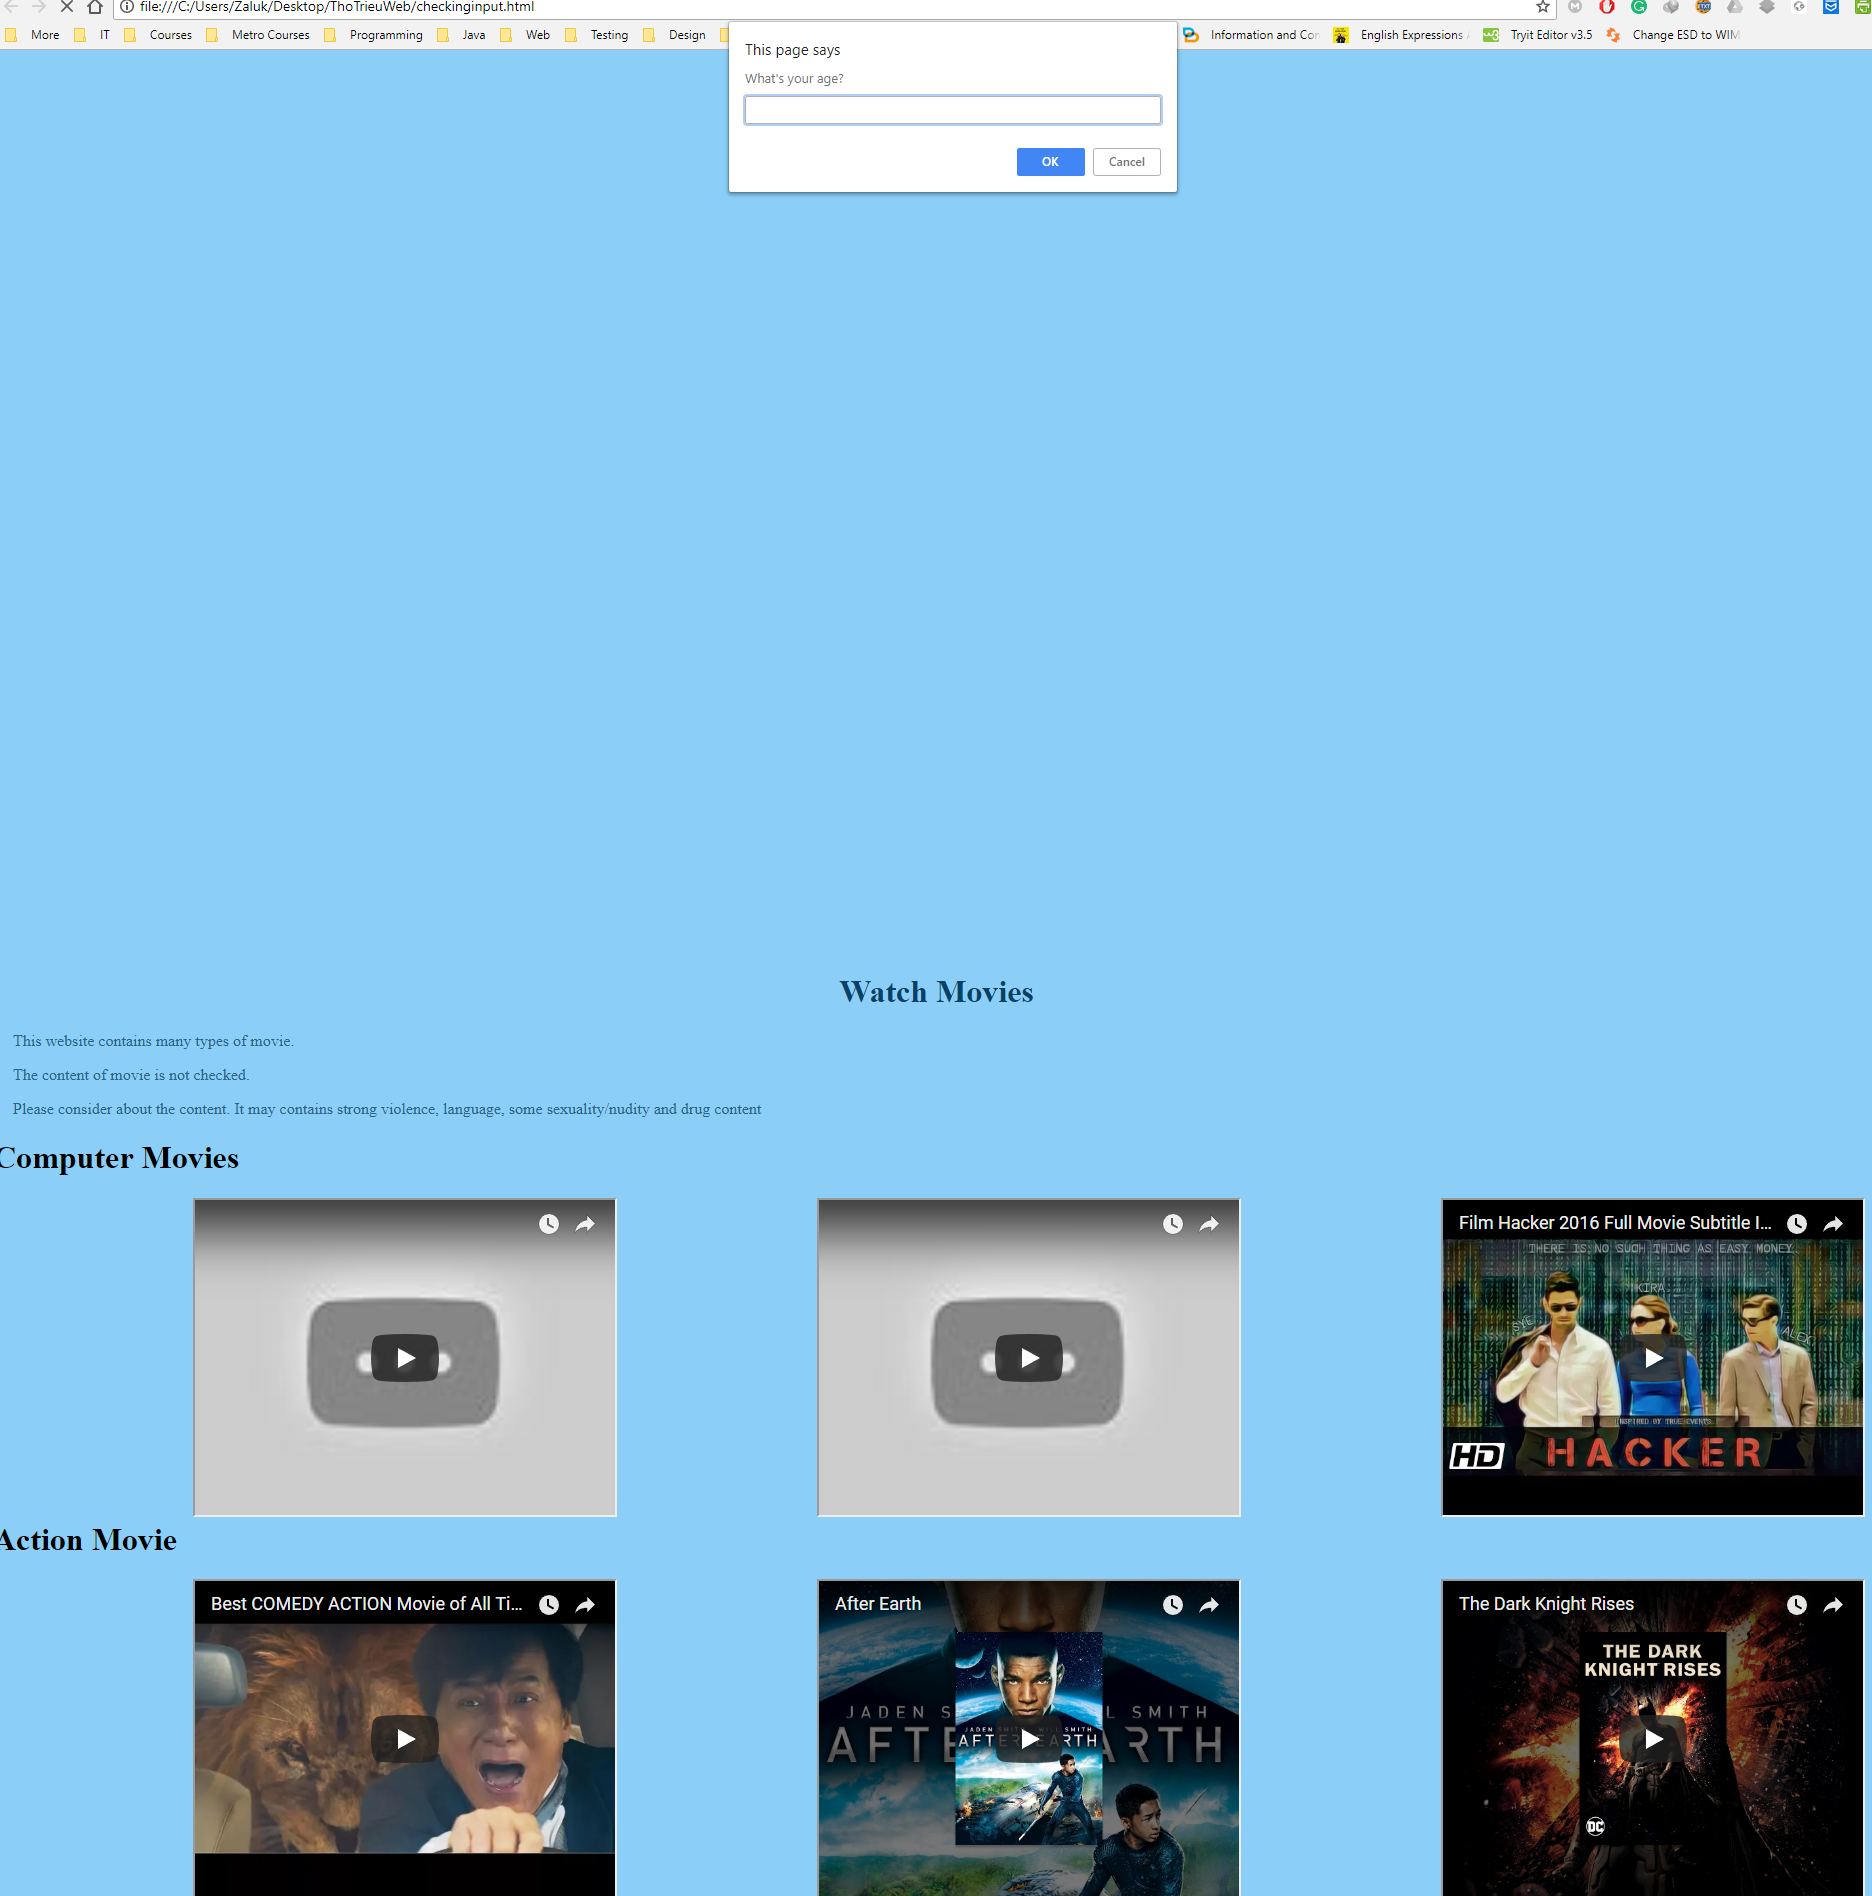 file:///C:/Users/Zaluk/Desktop/ThoTrieuWeb/checkinginput.html
More IT Courses Metro Courses Programming Java Web Testing Design Information and Con English Expressions Tryit Editor v3.5 Change ESD to WIM
This page says
What's your age?
OK Cancel
Watch Movies
This website contains many types of movie.
The content of movie is not checked.
Please consider about the content. It may contains strong violence, language, some sexuality/nudity and drug content
Computer Movies
Film Hacker 2016 Full Movie Subtitle I...
THERE IS NO SUCH THING AS EASY MONEY
KIRA
SYE
ALEX
INSPIRED BY TRUE EVENTS
HD HACKER
Action Movie
Best COMEDY ACTION Movie of All Ti...
After Earth
JADEN S L SMITH
AFTE ARTH
JADEN SMITH WILL SMITH
AFTER EARTH
The Dark Knight Rises
THE DARK
KNIGHT RISES
DC